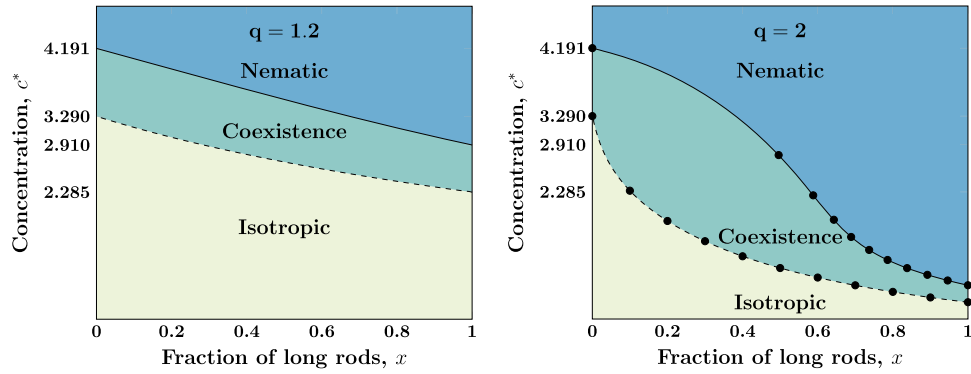 q = 1.2
Nematic
Coexistence
Isotropic
4.191
3.290
2.910
2.285
Concentration, c*
0
0.2
0.4
0.6
0.8
1
Fraction of long rods, x
q = 2
Nematic
Coexistence
Isotropic
4.191
3.290
2.910
2.285
Concentration, c*
0
0.2
0.4
0.6
0.8
1
Fraction of long rods, x